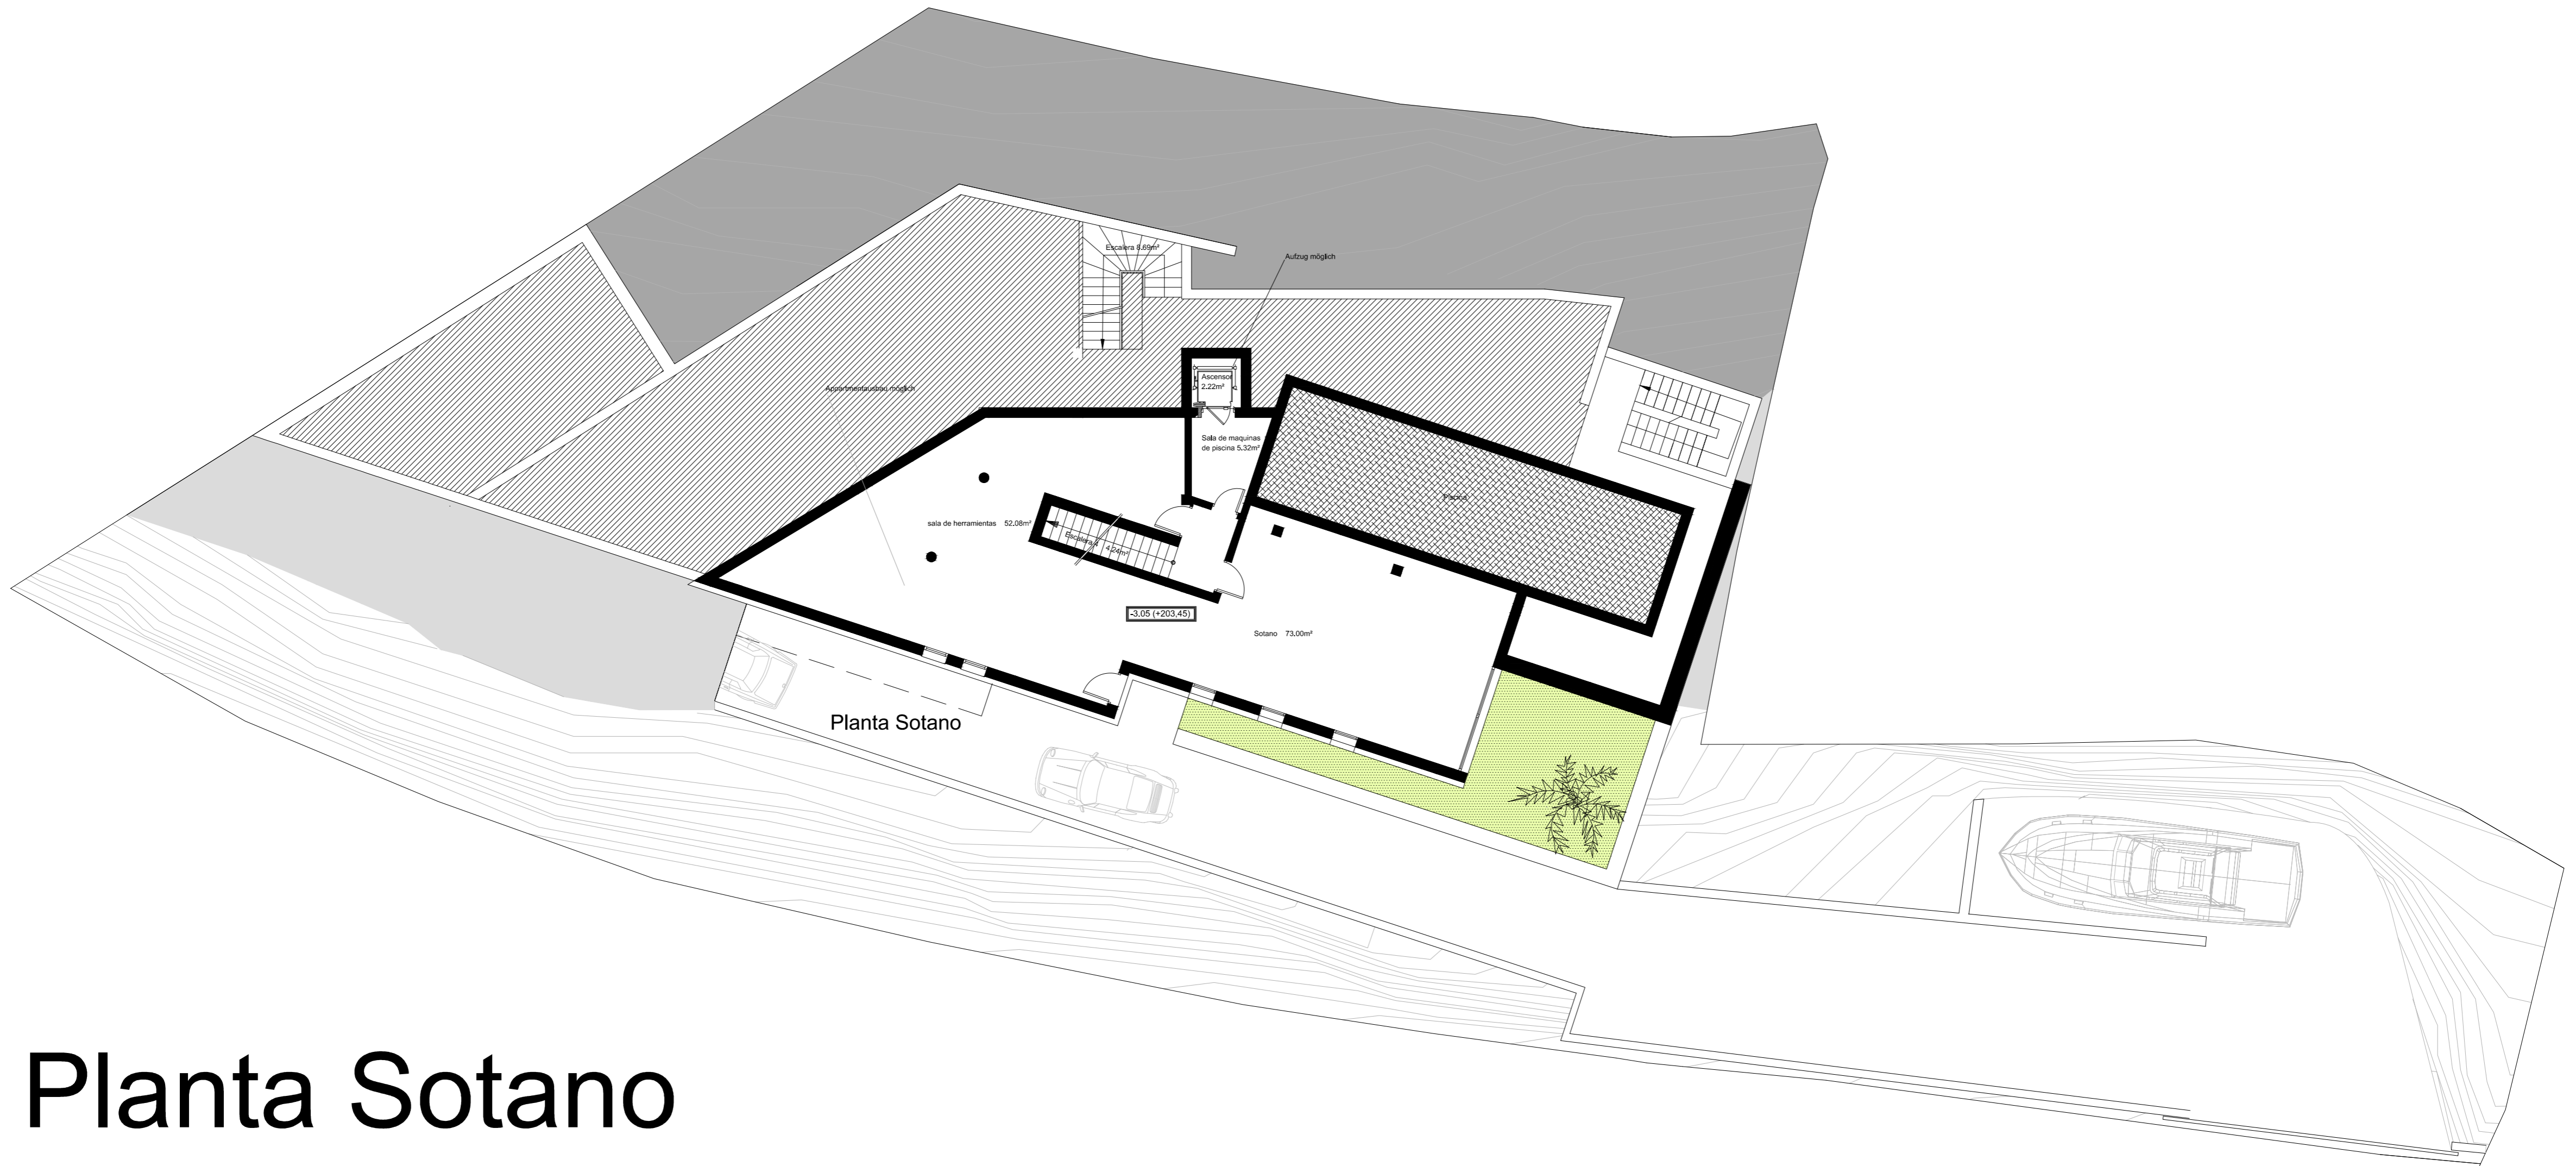 Escalera 8.69m²
Aufzug möglich
Ascensor
2.22m²
Appartmentausbau möglich
Sala de maquinas
de piscina 5.32m²
Piscina
sala de herramientas 52.08m²
Escalera 4 4.24m²
-3.05 (+203,45)
Sotano 73.00m²
Planta Sotano
Planta Sotano